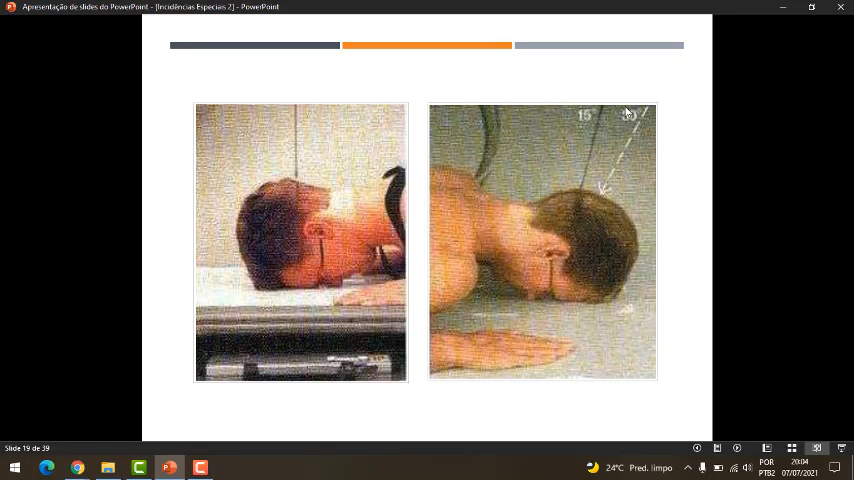 Apresentação de slides do PowerPoint - [Incidências Especiais 2] - PowerPoint
15°
30°
Slide 19 de 39
24°C Pred. limpo
POR
PTB2
20:04
07/07/2021